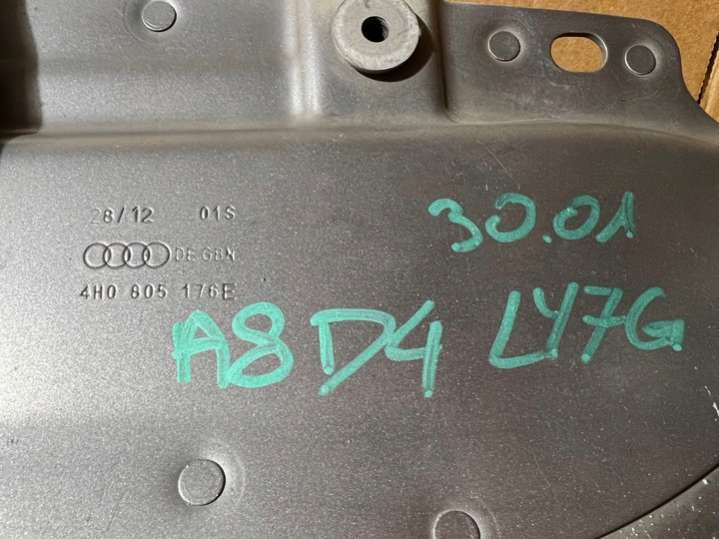 28/12 01S
DE GBN
4H0 805 176E
30.01
A8 D4 LY7G